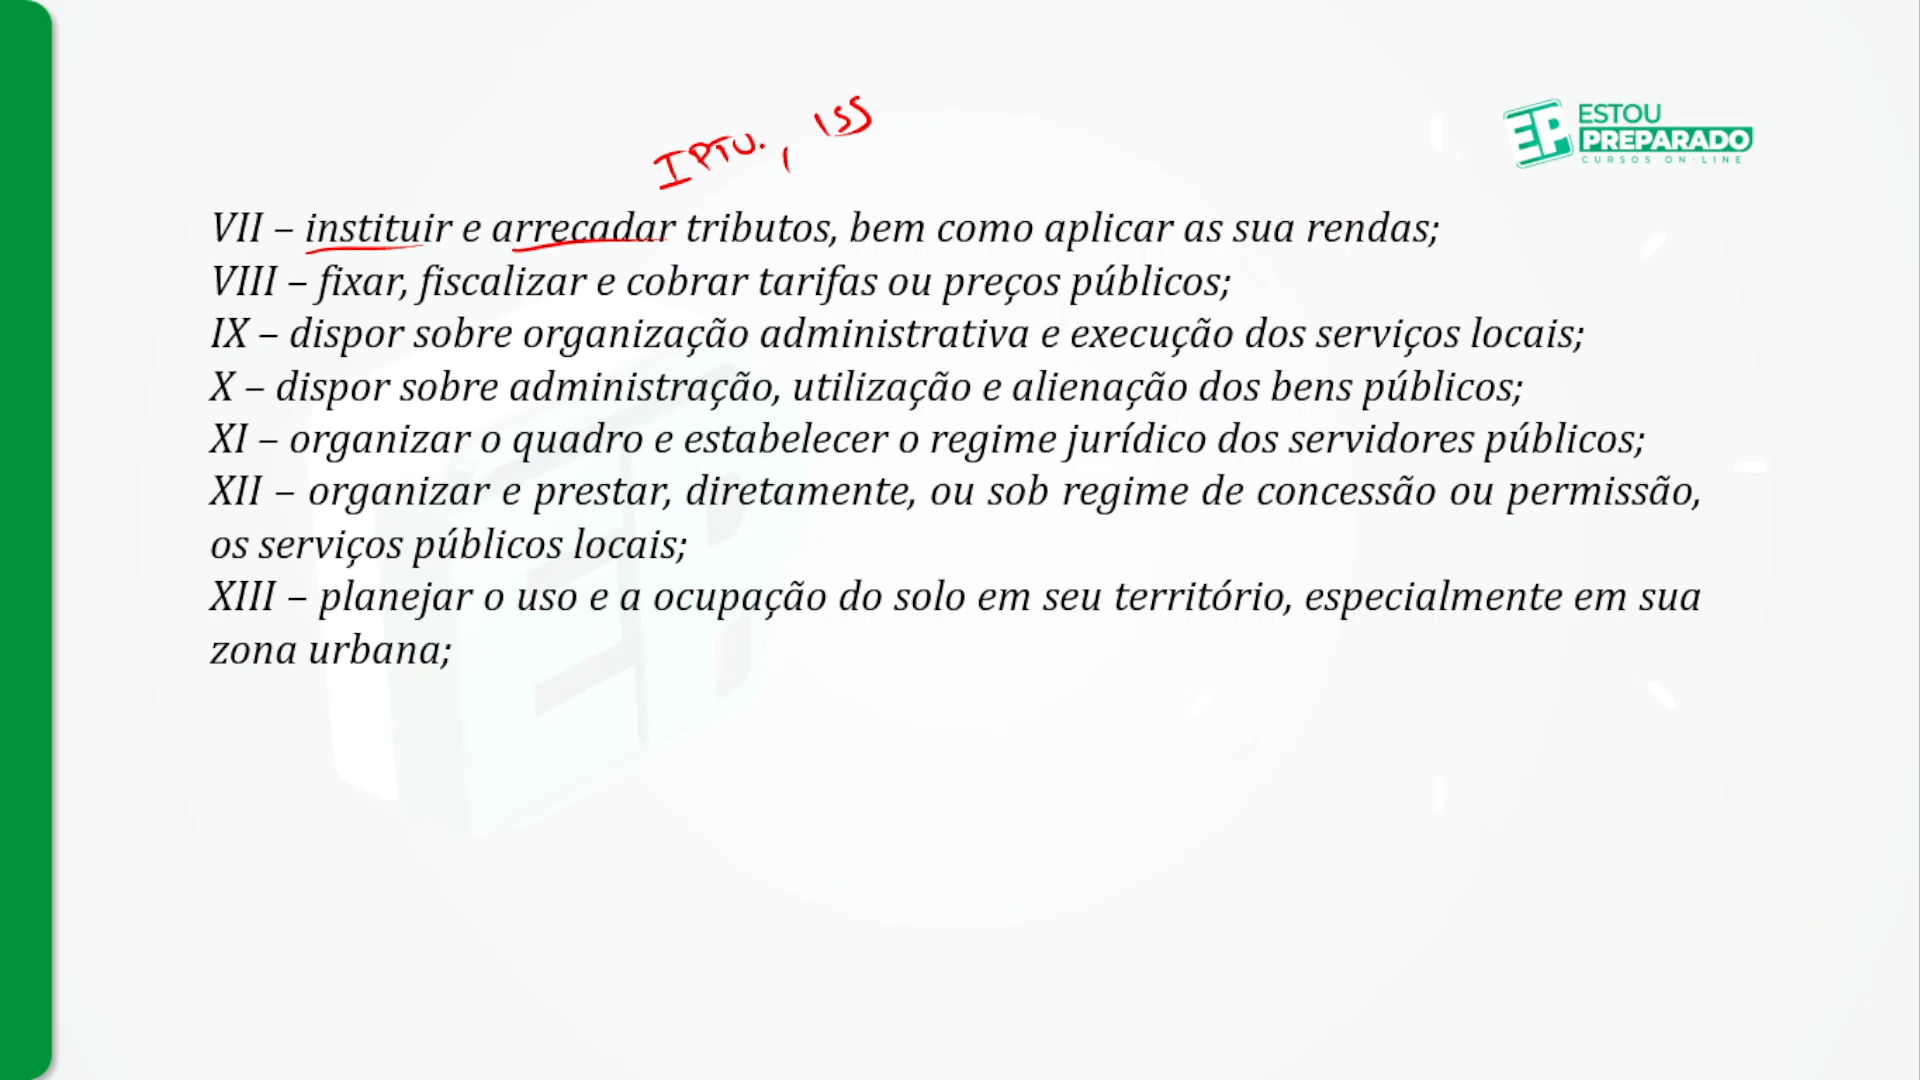 IPTU. , ISS
ESTOU
PREPARADO
CURSOS ON-LINE
EP
VII – instituir e arrecadar tributos, bem como aplicar as sua rendas;
VIII – fixar, fiscalizar e cobrar tarifas ou preços públicos;
IX – dispor sobre organização administrativa e execução dos serviços locais;
X – dispor sobre administração, utilização e alienação dos bens públicos;
XI – organizar o quadro e estabelecer o regime jurídico dos servidores públicos;
XII – organizar e prestar, diretamente, ou sob regime de concessão ou permissão,
os serviços públicos locais;
XIII – planejar o uso e a ocupação do solo em seu território, especialmente em sua
zona urbana;
EP